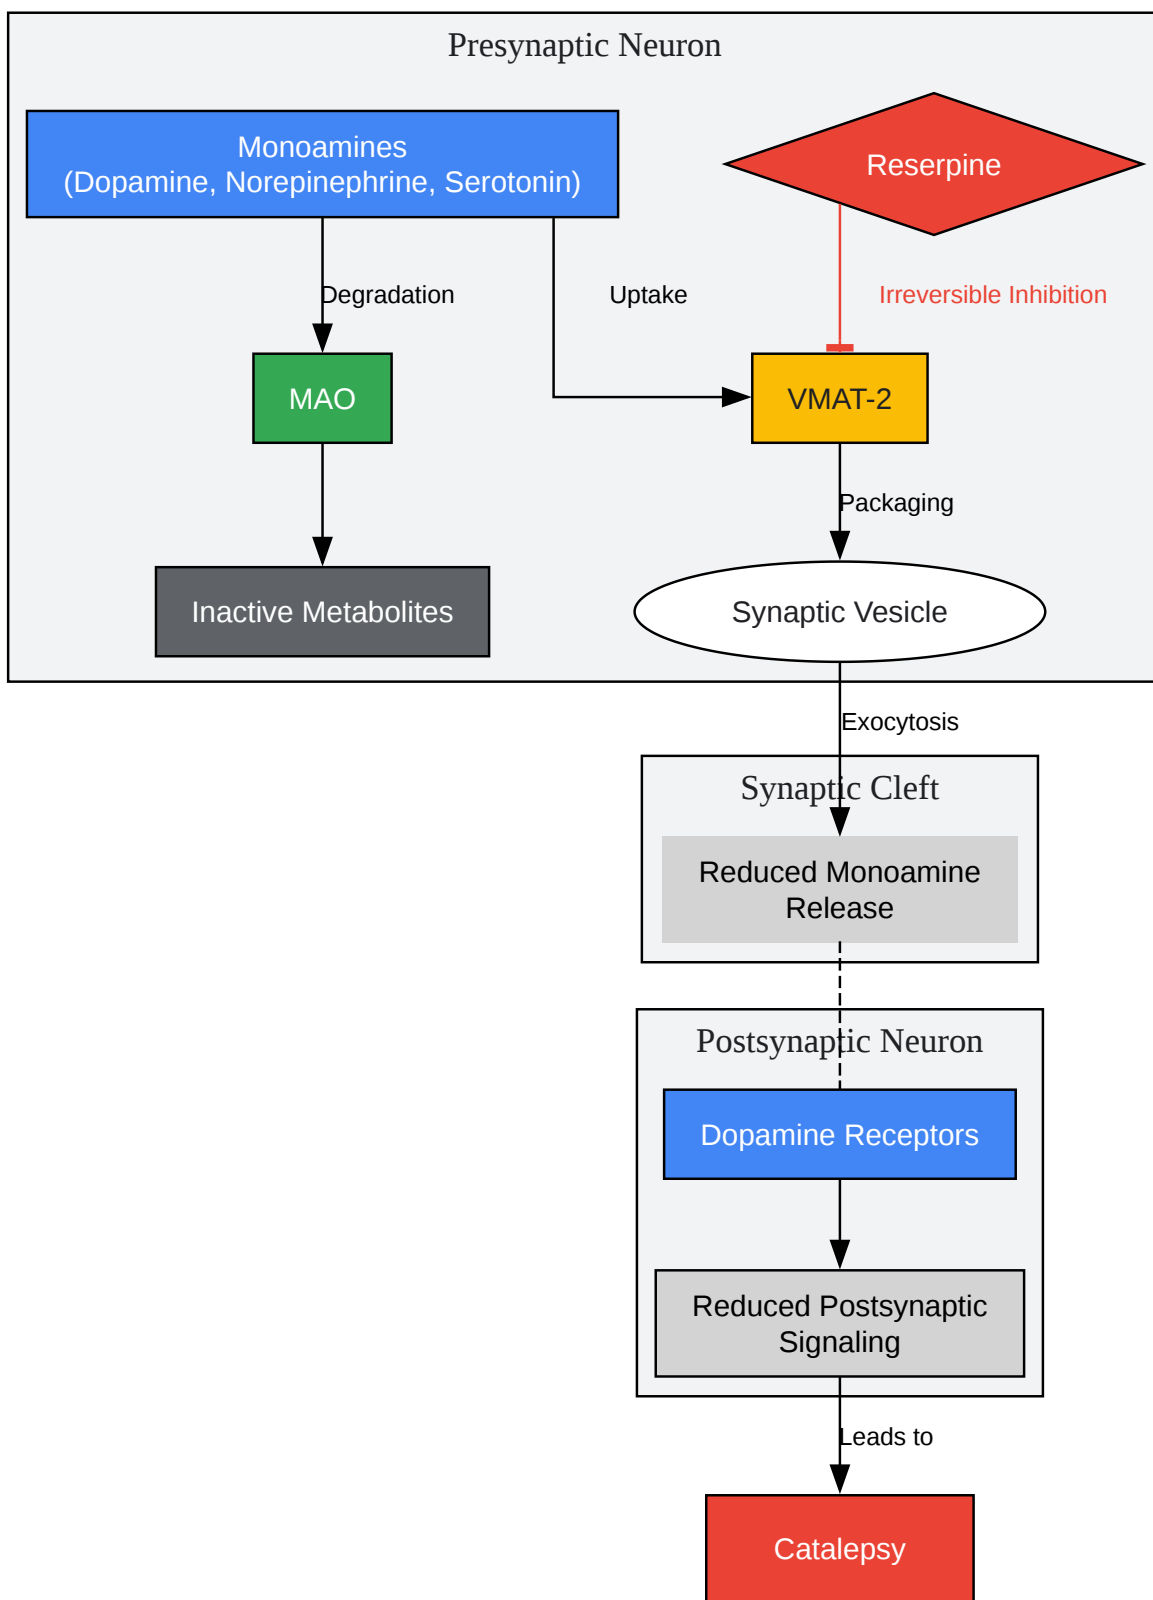 Presynaptic Neuron
Monoamines
(Dopamine, Norepinephrine, Serotonin)
Reserpine
Degradation
Uptake
Irreversible Inhibition
MAO
VMAT-2
Packaging
Inactive Metabolites
Synaptic Vesicle
Exocytosis
Synaptic Cleft
Reduced Monoamine
Release
Postsynaptic Neuron
Dopamine Receptors
Reduced Postsynaptic
Signaling
Leads to
Catalepsy